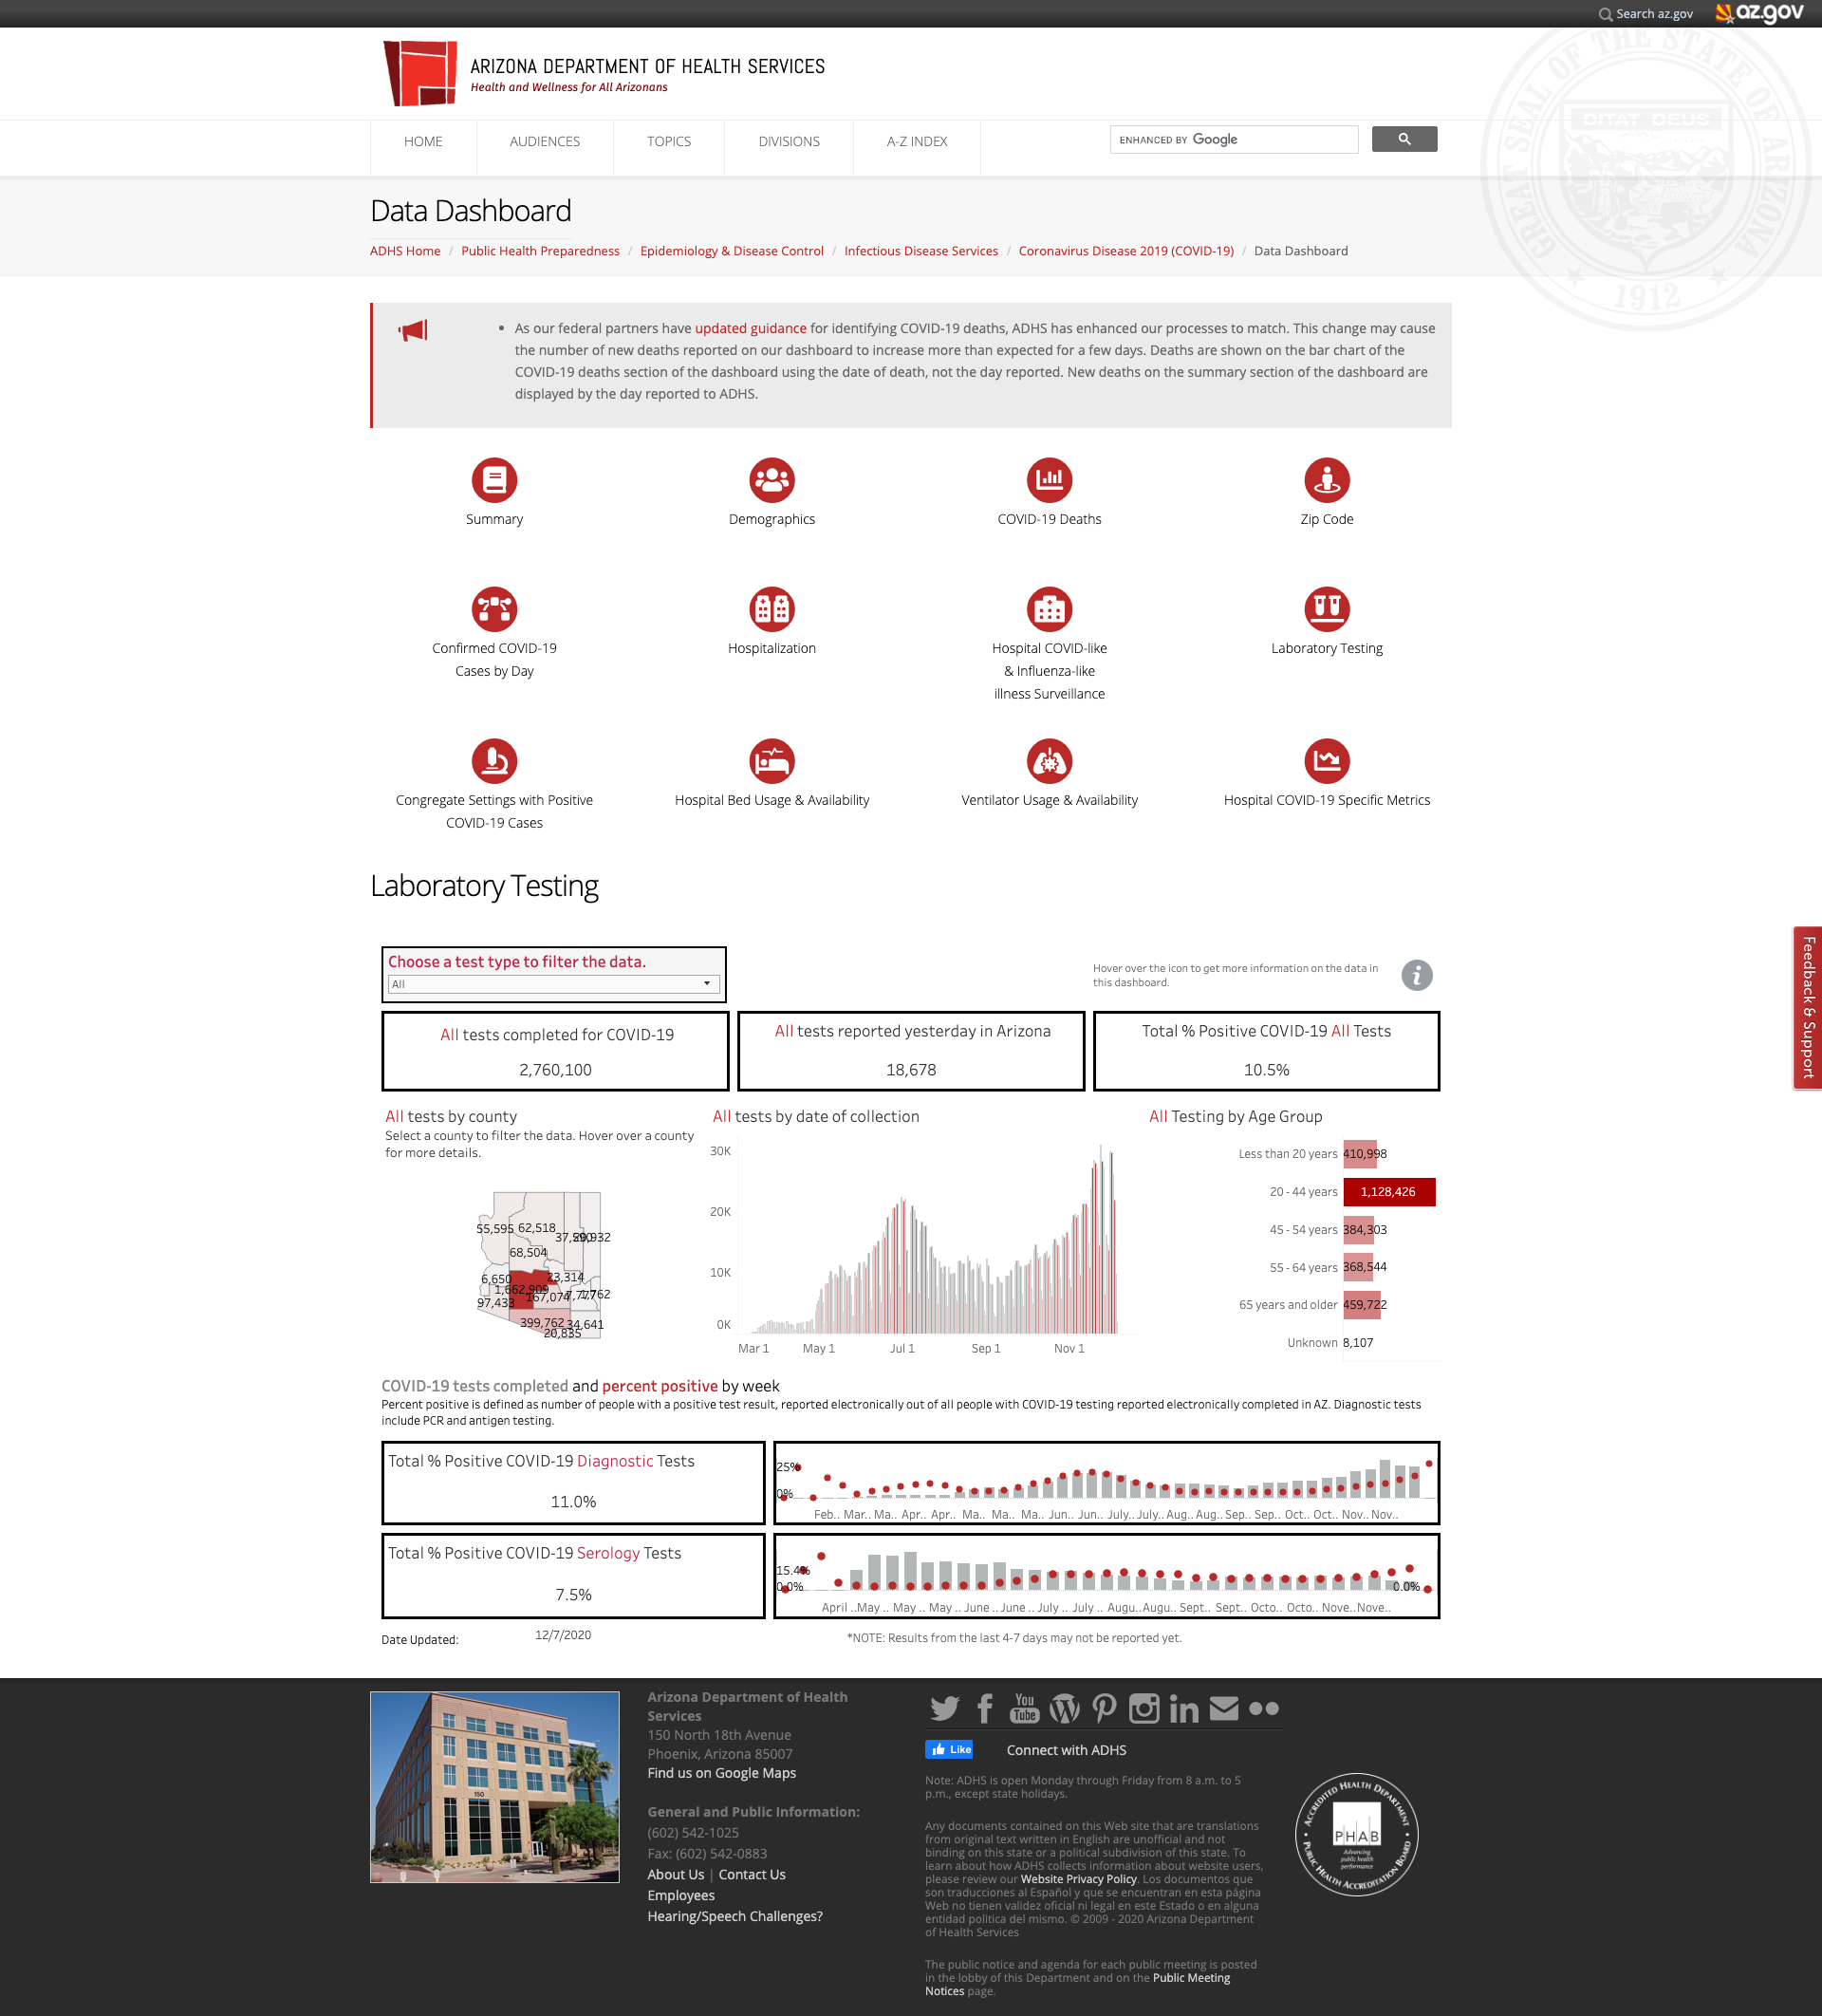 Search az.gov
az.gov
ARIZONA DEPARTMENT OF HEALTH SERVICES
Health and Wellness for All Arizonans
GREAT SEAL OF THE STATE OF ARIZONA
DITAT DEUS
1912
HOME
AUDIENCES
TOPICS
DIVISIONS
A-Z INDEX
ENHANCED BY Google
Data Dashboard
ADHS Home / Public Health Preparedness / Epidemiology & Disease Control / Infectious Disease Services / Coronavirus Disease 2019 (COVID-19) / Data Dashboard
• As our federal partners have updated guidance for identifying COVID-19 deaths, ADHS has enhanced our processes to match. This change may cause
the number of new deaths reported on our dashboard to increase more than expected for a few days. Deaths are shown on the bar chart of the
COVID-19 deaths section of the dashboard using the date of death, not the day reported. New deaths on the summary section of the dashboard are
displayed by the day reported to ADHS.
Summary
Demographics
COVID-19 Deaths
Zip Code
Confirmed COVID-19
Cases by Day
Hospitalization
Hospital COVID-like
& Influenza-like
illness Surveillance
Laboratory Testing
Congregate Settings with Positive
COVID-19 Cases
Hospital Bed Usage & Availability
Ventilator Usage & Availability
Hospital COVID-19 Specific Metrics
Laboratory Testing
Feedback & Support
Choose a test type to filter the data.
All
Hover over the icon to get more information on the data in
this dashboard.
All tests completed for COVID-19
2,760,100
All tests reported yesterday in Arizona
18,678
Total % Positive COVID-19 All Tests
10.5%
All tests by county
Select a county to filter the data. Hover over a county
for more details.
55,595
62,518
68,504
23,314
6,650
1,662,909
167,074
97,433
399,762
34,641
20,835
All tests by date of collection
30K
20K
10K
0K
Mar 1
May 1
Jul 1
Sep 1
Nov 1
All Testing by Age Group
Less than 20 years 410,998
20 - 44 years 1,128,426
45 - 54 years 384,303
55 - 64 years 368,544
65 years and older 459,722
Unknown 8,107
COVID-19 tests completed and percent positive by week
Percent positive is defined as number of people with a positive test result, reported electronically out of all people with COVID-19 testing reported electronically completed in AZ. Diagnostic tests
include PCR and antigen testing.
Total % Positive COVID-19 Diagnostic Tests
11.0%
25%
0%
Feb.. Mar.. Ma.. Apr.. Apr.. Ma.. Ma.. Ma.. Jun.. Jun.. July.. July.. Aug.. Aug.. Sep.. Sep.. Oct.. Oct.. Nov.. Nov..
Total % Positive COVID-19 Serology Tests
7.5%
15.4%
0.0%
0.0%
April .. May .. May .. May .. June .. June .. July .. July .. Augu.. Augu.. Sept.. Sept.. Octo.. Octo.. Nove.. Nove..
Date Updated:
12/7/2020
*NOTE: Results from the last 4-7 days may not be reported yet.
150
Arizona Department of Health
Services
150 North 18th Avenue
Phoenix, Arizona 85007
Find us on Google Maps
General and Public Information:
(602) 542-1025
Fax: (602) 542-0883
About Us | Contact Us
Employees
Hearing/Speech Challenges?
You
Tube
Like
Connect with ADHS
Note: ADHS is open Monday through Friday from 8 a.m. to 5
p.m., except state holidays.
Any documents contained on this Web site that are translations
from original text written in English are unofficial and not
binding on this state or a political subdivision of this state. To
learn about how ADHS collects information about website users,
please review our Website Privacy Policy. Los documentos que
son traducciones al Español y que se encuentran en esta página
Web no tienen validez oficial ni legal en este Estado o en alguna
entidad politica del mismo. © 2009 - 2020 Arizona Department
of Health Services
The public notice and agenda for each public meeting is posted
in the lobby of this Department and on the Public Meeting
Notices page.
ACCREDITED HEALTH DEPARTMENT
PHAB
Advancing
public health
performance
PUBLIC HEALTH ACCREDITATION BOARD